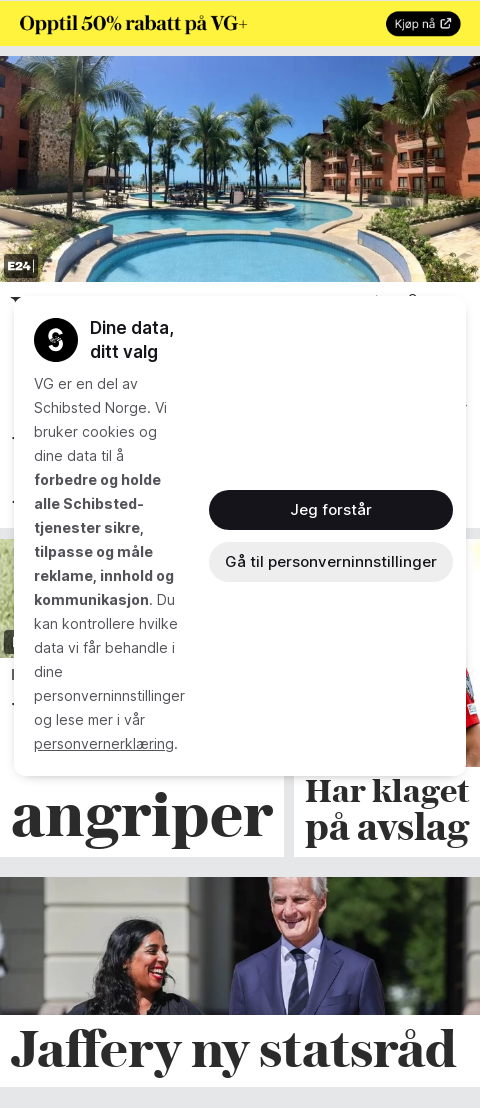 Opptil 50% rabatt på VG+
Kjøp nå
E24
Dine data,
ditt valg
VG er en del av
Schibsted Norge. Vi
bruker cookies og
dine data til å
forbedre og holde
alle Schibsted-
tjenester sikre,
tilpasse og måle
reklame, innhold og
kommunikasjon. Du
kan kontrollere hvilke
data vi får behandle i
dine
personverninnstillinger
og lese mer i vår
personvernerklæring.
Jeg forstår
Gå til personverninnstillinger
angriper
Har klaget
på avslag
Jaffery ny statsråd